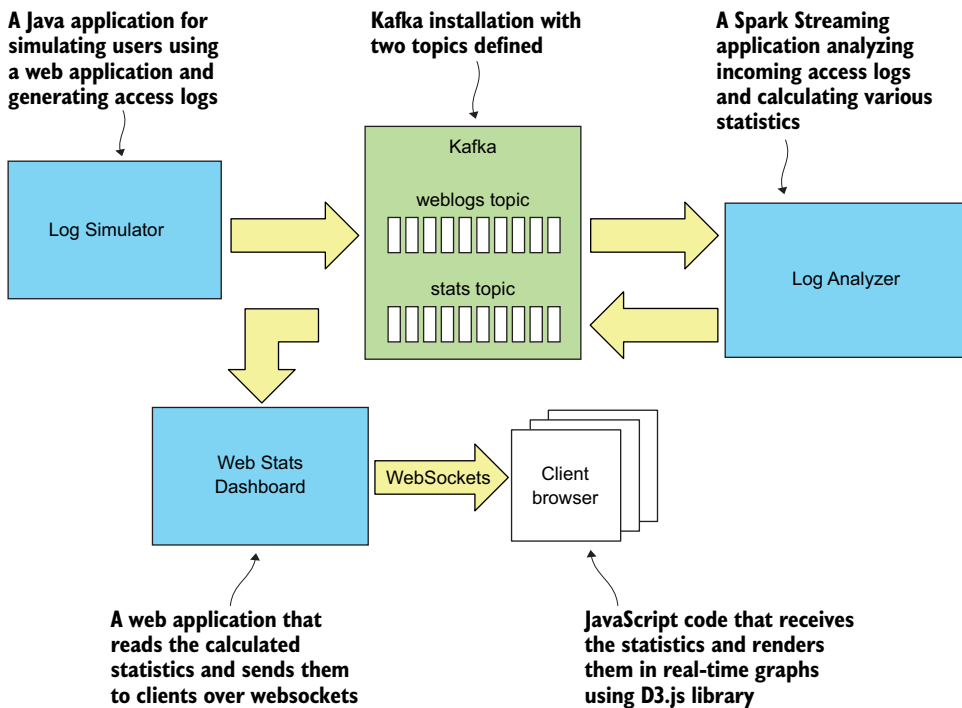 A Java application for
simulating users using
a web application and
generating access logs
Kafka installation with
two topics defined
A Spark Streaming
application analyzing
incoming access logs
and calculating various
statistics
Log Simulator
Kafka
weblogs topic
stats topic
Log Analyzer
Web Stats
Dashboard
WebSockets
Client
browser
A web application that
reads the calculated
statistics and sends them
to clients over websockets
JavaScript code that receives
the statistics and renders
them in real-time graphs
using D3.js library